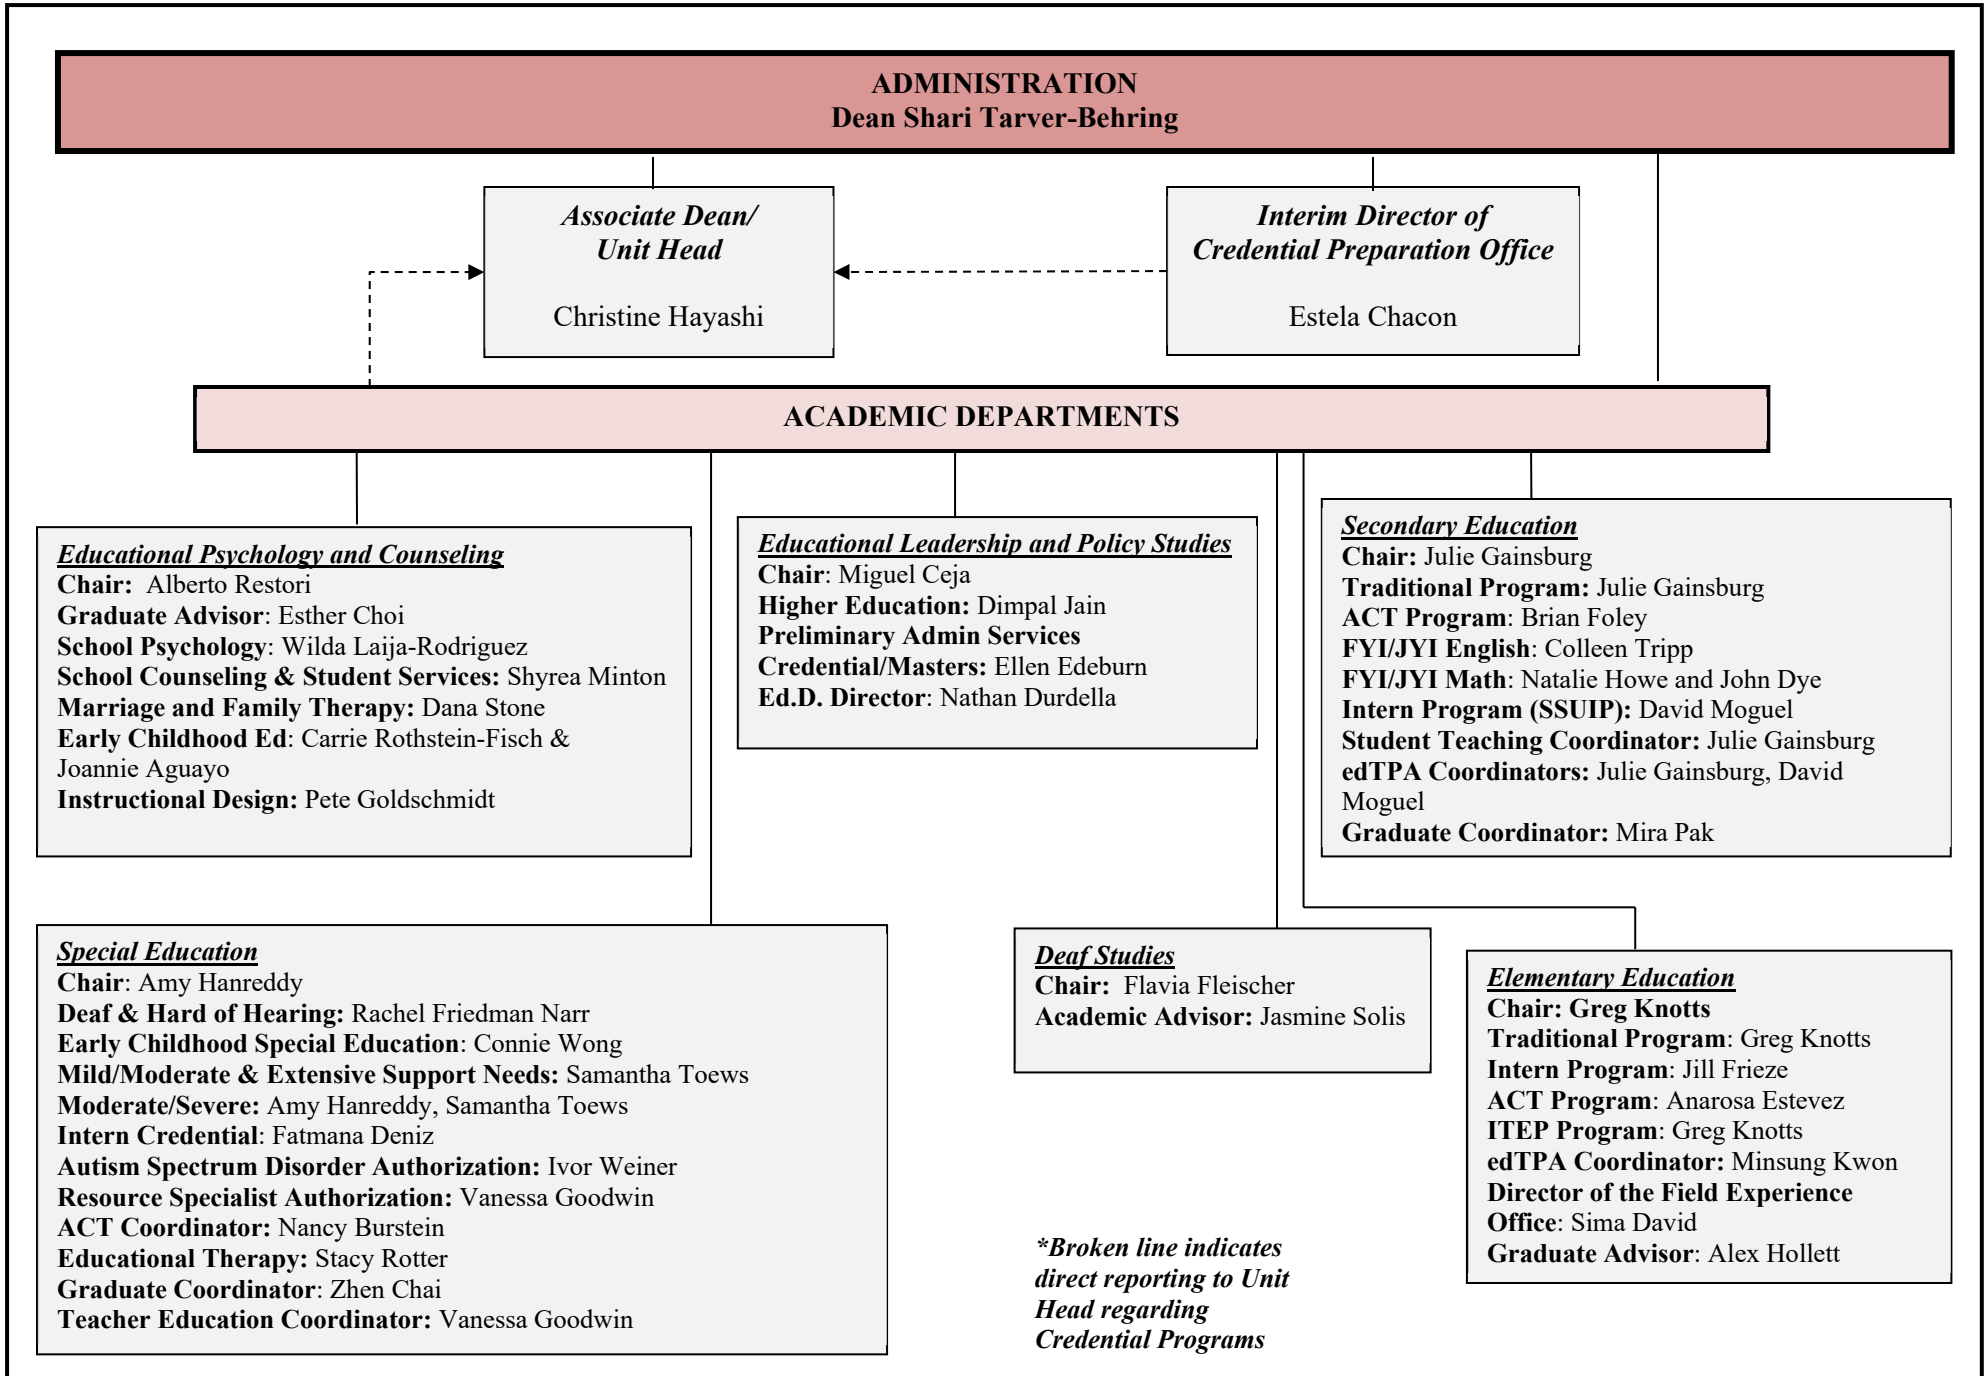 ADMINISTRATION
Dean Shari Tarver-Behring
Associate Dean/
Unit Head
Christine Hayashi
Interim Director of
Credential Preparation Office
Estela Chacon
ACADEMIC DEPARTMENTS
Educational Psychology and Counseling
Chair: Alberto Restori
Graduate Advisor: Esther Choi
School Psychology: Wilda Laija-Rodriguez
School Counseling & Student Services: Shyrea Minton
Marriage and Family Therapy: Dana Stone
Early Childhood Ed: Carrie Rothstein-Fisch &
Joannie Aguayo
Instructional Design: Pete Goldschmidt
Educational Leadership and Policy Studies
Chair: Miguel Ceja
Higher Education: Dimpal Jain
Preliminary Admin Services
Credential/Masters: Ellen Edeburn
Ed.D. Director: Nathan Durdella
Secondary Education
Chair: Julie Gainsburg
Traditional Program: Julie Gainsburg
ACT Program: Brian Foley
FYI/JYI English: Colleen Tripp
FYI/JYI Math: Natalie Howe and John Dye
Intern Program (SSUIP): David Moguel
Student Teaching Coordinator: Julie Gainsburg
edTPA Coordinators: Julie Gainsburg, David
Moguel
Graduate Coordinator: Mira Pak
Special Education
Chair: Amy Hanreddy
Deaf & Hard of Hearing: Rachel Friedman Narr
Early Childhood Special Education: Connie Wong
Mild/Moderate & Extensive Support Needs: Samantha Toews
Moderate/Severe: Amy Hanreddy, Samantha Toews
Intern Credential: Fatmana Deniz
Autism Spectrum Disorder Authorization: Ivor Weiner
Resource Specialist Authorization: Vanessa Goodwin
ACT Coordinator: Nancy Burstein
Educational Therapy: Stacy Rotter
Graduate Coordinator: Zhen Chai
Teacher Education Coordinator: Vanessa Goodwin
Deaf Studies
Chair: Flavia Fleischer
Academic Advisor: Jasmine Solis
Elementary Education
Chair: Greg Knotts
Traditional Program: Greg Knotts
Intern Program: Jill Frieze
ACT Program: Anarosa Estevez
ITEP Program: Greg Knotts
edTPA Coordinator: Minsung Kwon
Director of the Field Experience
Office: Sima David
Graduate Advisor: Alex Hollett
*Broken line indicates
direct reporting to Unit
Head regarding
Credential Programs